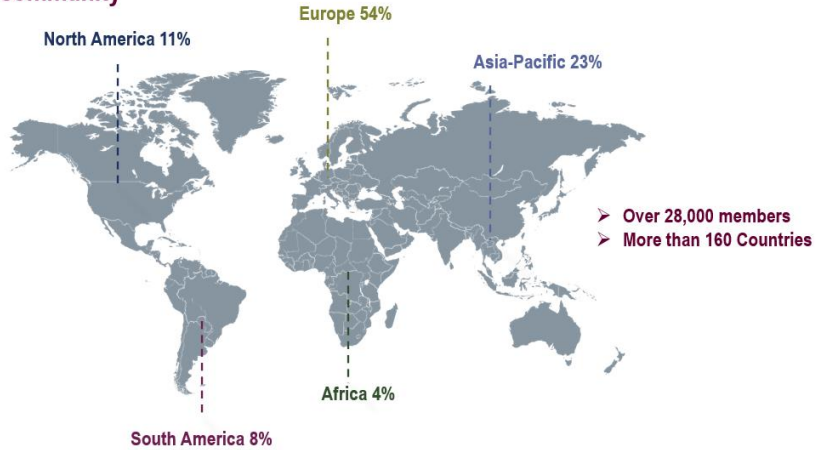 Community
Europe 54%
North America 11%
Asia-Pacific 23%
➤ Over 28,000 members
➤ More than 160 Countries
Africa 4%
South America 8%